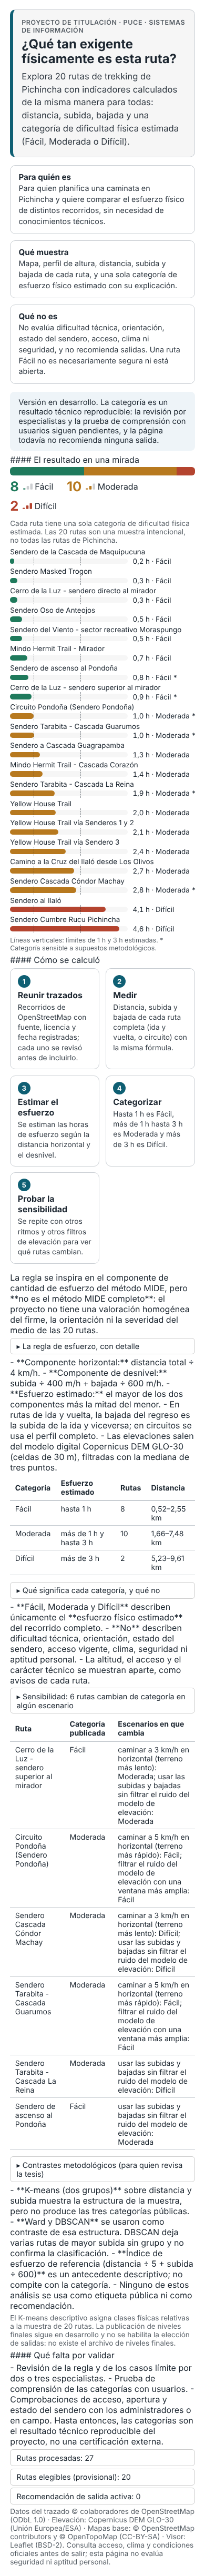 PROYECTO DE TITULACIÓN · PUCE · SISTEMAS
DE INFORMACIÓN
¿Qué tan exigente
físicamente es esta ruta?
Explora 20 rutas de trekking de
Pichincha con indicadores calculados
de la misma manera para todas:
distancia, subida, bajada y una
categoría de dificultad física estimada
(Fácil, Moderada o Difícil).
Para quién es
Para quien planifica una caminata en
Pichincha y quiere comparar el esfuerzo físico
de distintos recorridos, sin necesidad de
conocimientos técnicos.
Qué muestra
Mapa, perfil de altura, distancia, subida y
bajada de cada ruta, y una sola categoría de
esfuerzo físico estimado con su explicación.
Qué no es
No evalúa dificultad técnica, orientación,
estado del sendero, acceso, clima ni
seguridad, y no recomienda salidas. Una ruta
Fácil no es necesariamente segura ni está
abierta.
Versión en desarrollo. La categoría es un
resultado técnico reproducible: la revisión por
especialistas y la prueba de comprensión con
usuarios siguen pendientes, y la página
todavía no recomienda ninguna salida.
#### El resultado en una mirada
8 Fácil 10 Moderada
2 Difícil
Cada ruta tiene una sola categoría de dificultad física
estimada. Las 20 rutas son una muestra intencional,
no todas las rutas de Pichincha.
Sendero de la Cascada de Maquipucuna
0,2 h · Fácil
Sendero Masked Trogon
0,3 h · Fácil
Cerro de la Luz - sendero directo al mirador
0,3 h · Fácil
Sendero Oso de Anteojos
0,5 h · Fácil
Sendero del Viento - sector recreativo Moraspungo
0,5 h · Fácil
Mindo Hermit Trail - Mirador
0,7 h · Fácil
Sendero de ascenso al Pondoña
0,8 h · Fácil *
Cerro de la Luz - sendero superior al mirador
0,9 h · Fácil *
Circuito Pondoña (Sendero Pondoña)
1,0 h · Moderada *
Sendero Tarabita - Cascada Guarumos
1,0 h · Moderada *
Sendero a Cascada Guagrapamba
1,3 h · Moderada
Mindo Hermit Trail - Cascada Corazón
1,4 h · Moderada
Sendero Tarabita - Cascada La Reina
1,9 h · Moderada *
Yellow House Trail
2,0 h · Moderada
Yellow House Trail vía Senderos 1 y 2
2,1 h · Moderada
Yellow House Trail vía Sendero 3
2,4 h · Moderada
Camino a la Cruz del Ilaló desde Los Olivos
2,7 h · Moderada
Sendero Cascada Cóndor Machay
2,8 h · Moderada *
Sendero al Ilaló
4,1 h · Difícil
Sendero Cumbre Rucu Pichincha
4,6 h · Difícil
Líneas verticales: límites de 1 h y 3 h estimadas. *
Categoría sensible a supuestos metodológicos.
#### Cómo se calculó
1
Reunir trazados
Recorridos de
OpenStreetMap con
fuente, licencia y
fecha registradas;
cada uno se revisó
antes de incluirlo.
2
Medir
Distancia, subida y
bajada de cada ruta
completa (ida y
vuelta, o circuito) con
la misma fórmula.
3
Estimar el
esfuerzo
Se estiman las horas
de esfuerzo según la
distancia horizontal y
el desnivel.
4
Categorizar
Hasta 1 h es Fácil,
más de 1 h hasta 3 h
es Moderada y más
de 3 h es Difícil.
5
Probar la
sensibilidad
Se repite con otros
ritmos y otros filtros
de elevación para ver
qué rutas cambian.
La regla se inspira en el componente de
cantidad de esfuerzo del método MIDE, pero
**no es el método MIDE completo**: el
proyecto no tiene una valoración homogénea
del firme, la orientación ni la severidad del
medio de las 20 rutas.
▸ La regla de esfuerzo, con detalle
- **Componente horizontal:** distancia total ÷
4 km/h. - **Componente de desnivel:**
subida ÷ 400 m/h + bajada ÷ 600 m/h. -
**Esfuerzo estimado:** el mayor de los dos
componentes más la mitad del menor. - En
rutas de ida y vuelta, la bajada del regreso es
la subida de la ida y viceversa; en circuitos se
usa el perfil completo. - Las elevaciones salen
del modelo digital Copernicus DEM GLO-30
(celdas de 30 m), filtradas con la mediana de
tres puntos.
Categoría Esfuerzo estimado Rutas Distancia
Fácil hasta 1 h 8 0,52–2,55 km
Moderada más de 1 h y hasta 3 h 10 1,66–7,48 km
Difícil más de 3 h 2 5,23–9,61 km
▸ Qué significa cada categoría, y qué no
- **Fácil, Moderada y Difícil** describen
únicamente el **esfuerzo físico estimado**
del recorrido completo. - **No** describen
dificultad técnica, orientación, estado del
sendero, acceso vigente, clima, seguridad ni
aptitud personal. - La altitud, el acceso y el
carácter técnico se muestran aparte, como
avisos de cada ruta.
▸ Sensibilidad: 6 rutas cambian de categoría en
algún escenario
Ruta Categoría publicada Escenarios en que cambia
Cerro de la Luz - sendero superior al mirador Fácil caminar a 3 km/h en horizontal (terreno más lento): Moderada; usar las subidas y bajadas sin filtrar el ruido del modelo de elevación: Moderada
Circuito Pondoña (Sendero Pondoña) Moderada caminar a 5 km/h en horizontal (terreno más rápido): Fácil; filtrar el ruido del modelo de elevación con una ventana más amplia: Fácil
Sendero Cascada Cóndor Machay Moderada caminar a 3 km/h en horizontal (terreno más lento): Difícil; usar las subidas y bajadas sin filtrar el ruido del modelo de elevación: Difícil
Sendero Tarabita - Cascada Guarumos Moderada caminar a 5 km/h en horizontal (terreno más rápido): Fácil; filtrar el ruido del modelo de elevación con una ventana más amplia: Fácil
Sendero Tarabita - Cascada La Reina Moderada usar las subidas y bajadas sin filtrar el ruido del modelo de elevación: Difícil
Sendero de ascenso al Pondoña Fácil usar las subidas y bajadas sin filtrar el ruido del modelo de elevación: Moderada
▸ Contrastes metodológicos (para quien revisa
la tesis)
- **K-means (dos grupos)** sobre distancia y
subida muestra la estructura de la muestra,
pero no produce las tres categorías públicas.
- **Ward y DBSCAN** se usaron como
contraste de esa estructura. DBSCAN deja
varias rutas de mayor subida sin grupo y no
confirma la clasificación. - **Índice de
esfuerzo de referencia (distancia ÷ 5 + subida
÷ 600)** es un antecedente descriptivo; no
compite con la categoría. - Ninguno de estos
análisis se usa como etiqueta pública ni como
recomendación.
El K-means descriptivo asigna clases físicas relativas
a la muestra de 20 rutas. La publicación de niveles
finales sigue en desarrollo y no se habilita la elección
de salidas: no existe el archivo de niveles finales.
#### Qué falta por validar
- Revisión de la regla y de los casos límite por
dos o tres especialistas. - Prueba de
comprensión de las categorías con usuarios. -
Comprobaciones de acceso, apertura y
estado del sendero con los administradores o
en campo. Hasta entonces, las categorías son
el resultado técnico reproducible del
proyecto, no una certificación externa.
Rutas procesadas: 27
Rutas elegibles (provisional): 20
Recomendación de salida activa: 0
Datos del trazado © colaboradores de OpenStreetMap
(ODbL 1.0) · Elevación: Copernicus DEM GLO-30
(Unión Europea/ESA) · Mapas base: © OpenStreetMap
contributors y © OpenTopoMap (CC-BY-SA) · Visor:
Leaflet (BSD-2). Consulta acceso, clima y condiciones
oficiales antes de salir; esta página no evalúa
seguridad ni aptitud personal.